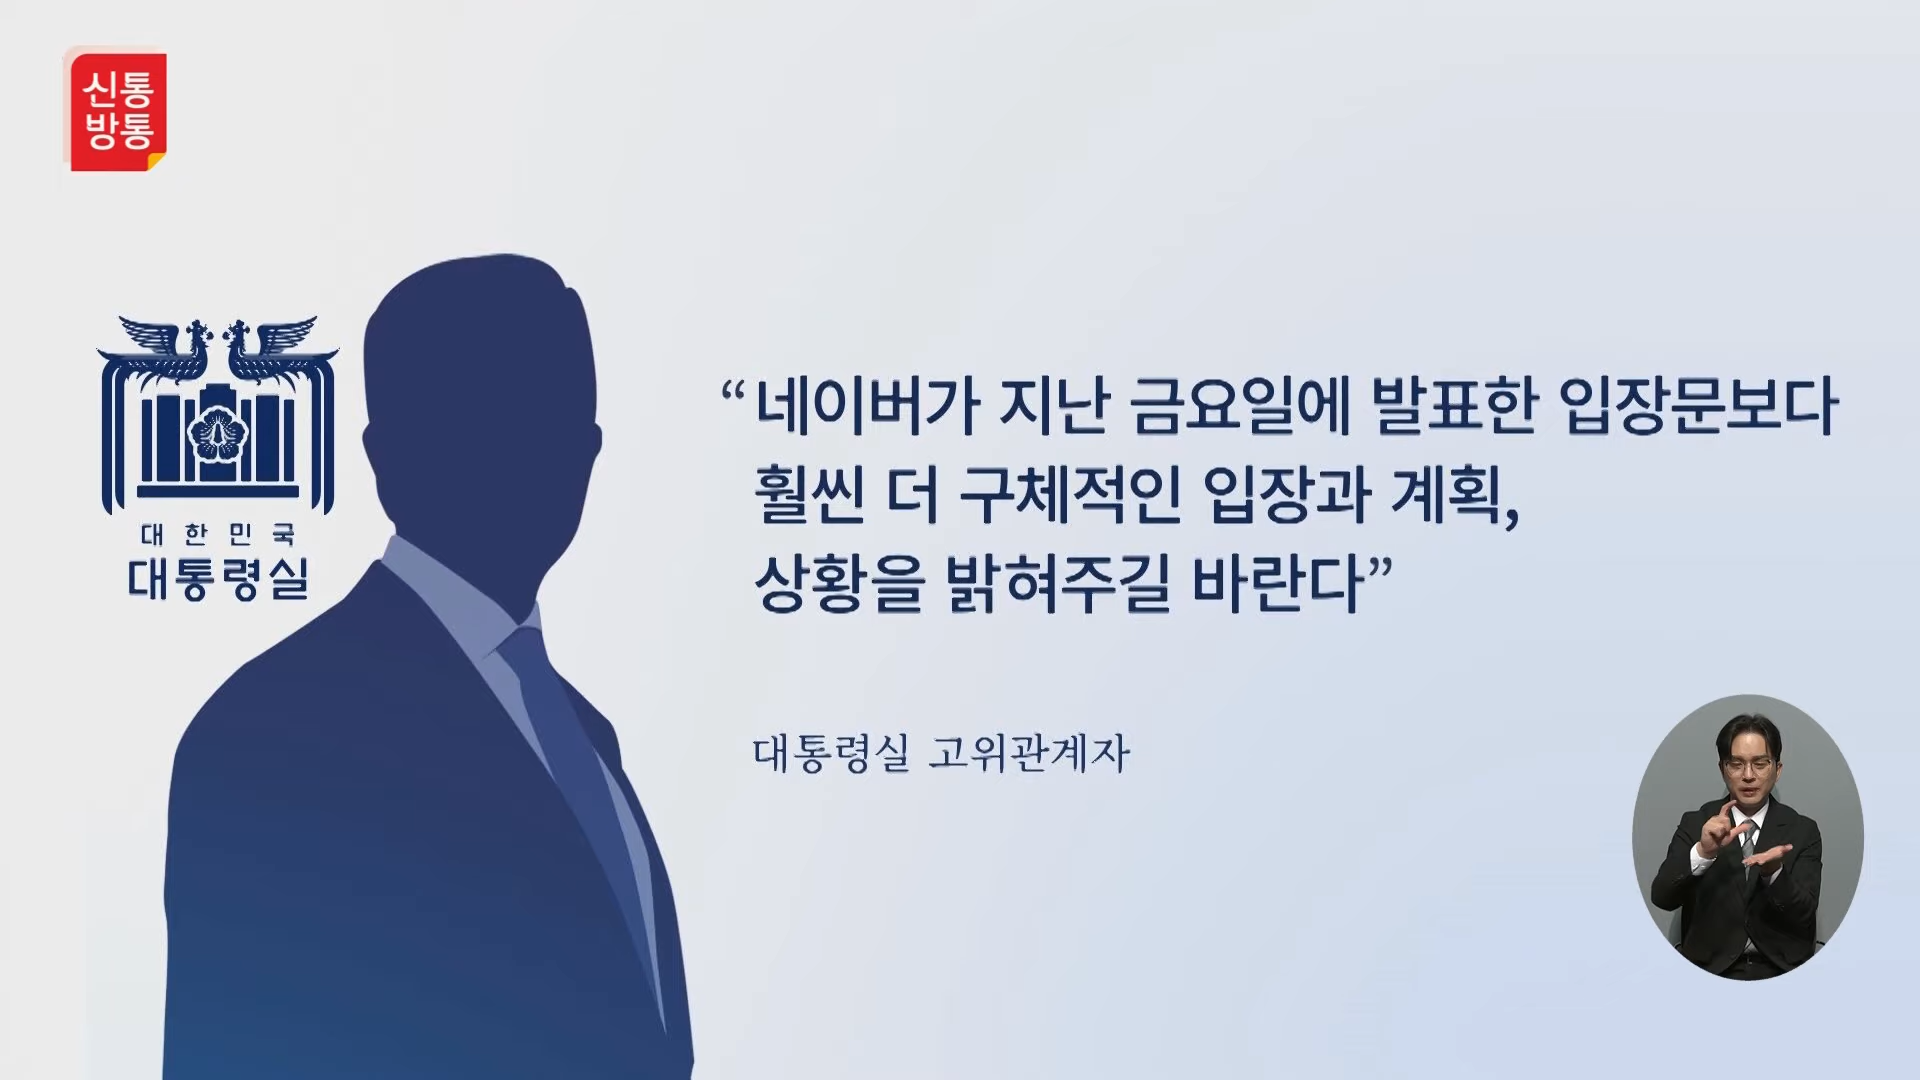 신통
방통
대한민국
대통령실
“네이버가 지난 금요일에 발표한 입장문보다
훨씬 더 구체적인 입장과 계획,
상황을 밝혀주길 바란다”
대통령실 고위관계자